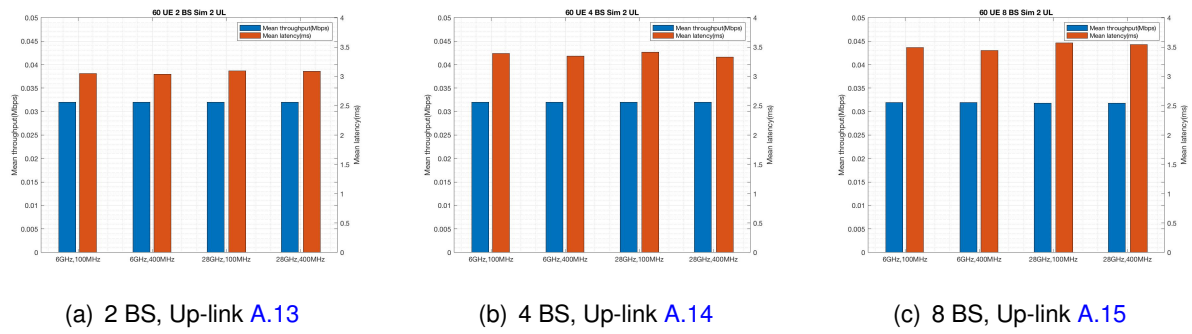 60 UE 2 BS Sim 2 UL
Mean throughput(Mbps)
Mean latency(ms)
0.05
0.045
0.04
0.035
0.03
0.025
0.02
0.015
0.01
0.005
0
Mean throughput(Mbps)
4
3.5
3
2.5
2
1.5
1
0.5
0
Mean latency(ms)
6GHz,100MHz 6GHz,400MHz 28GHz,100MHz 28GHz,400MHz
(a) 2 BS, Up-link A.13
60 UE 4 BS Sim 2 UL
Mean throughput(Mbps)
Mean latency(ms)
0.05
0.045
0.04
0.035
0.03
0.025
0.02
0.015
0.01
0.005
0
Mean throughput(Mbps)
4
3.5
3
2.5
2
1.5
1
0.5
0
Mean latency(ms)
6GHz,100MHz 6GHz,400MHz 28GHz,100MHz 28GHz,400MHz
(b) 4 BS, Up-link A.14
60 UE 8 BS Sim 2 UL
Mean throughput(Mbps)
Mean latency(ms)
0.05
0.045
0.04
0.035
0.03
0.025
0.02
0.015
0.01
0.005
0
Mean throughput(Mbps)
4
3.5
3
2.5
2
1.5
1
0.5
0
Mean latency(ms)
6GHz,100MHz 6GHz,400MHz 28GHz,100MHz 28GHz,400MHz
(c) 8 BS, Up-link A.15